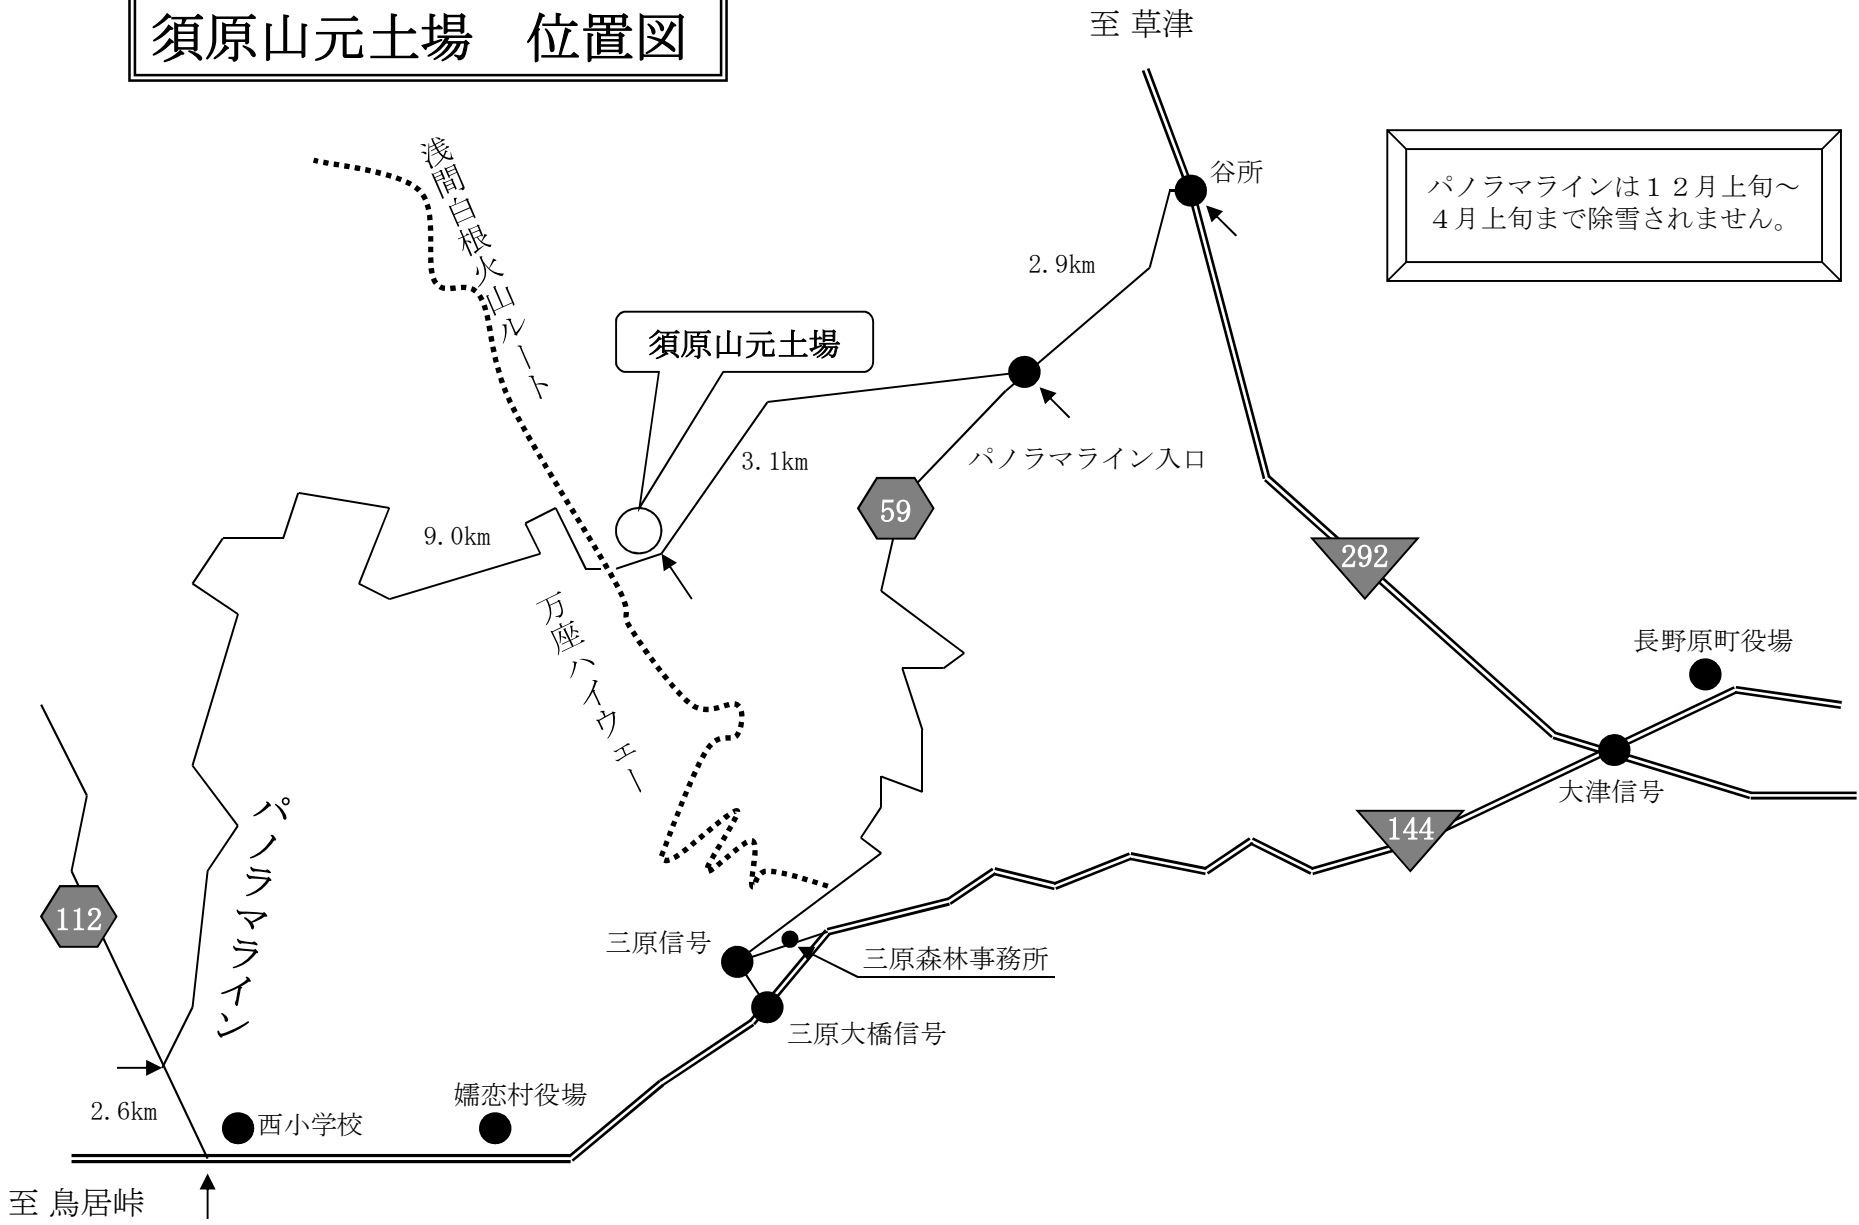 須原山元土場　位置図
至 草津
浅間白根火山ルート
谷所
パノラマラインは１２月上旬～
４月上旬まで除雪されません。
2.9km
須原山元土場
3.1km
パノラマライン入口
59
9.0km
292
万座ハイウェー
長野原町役場
大津信号
144
パノラマライン
112
三原信号
三原森林事務所
三原大橋信号
2.6km
西小学校
嬬恋村役場
至 鳥居峠